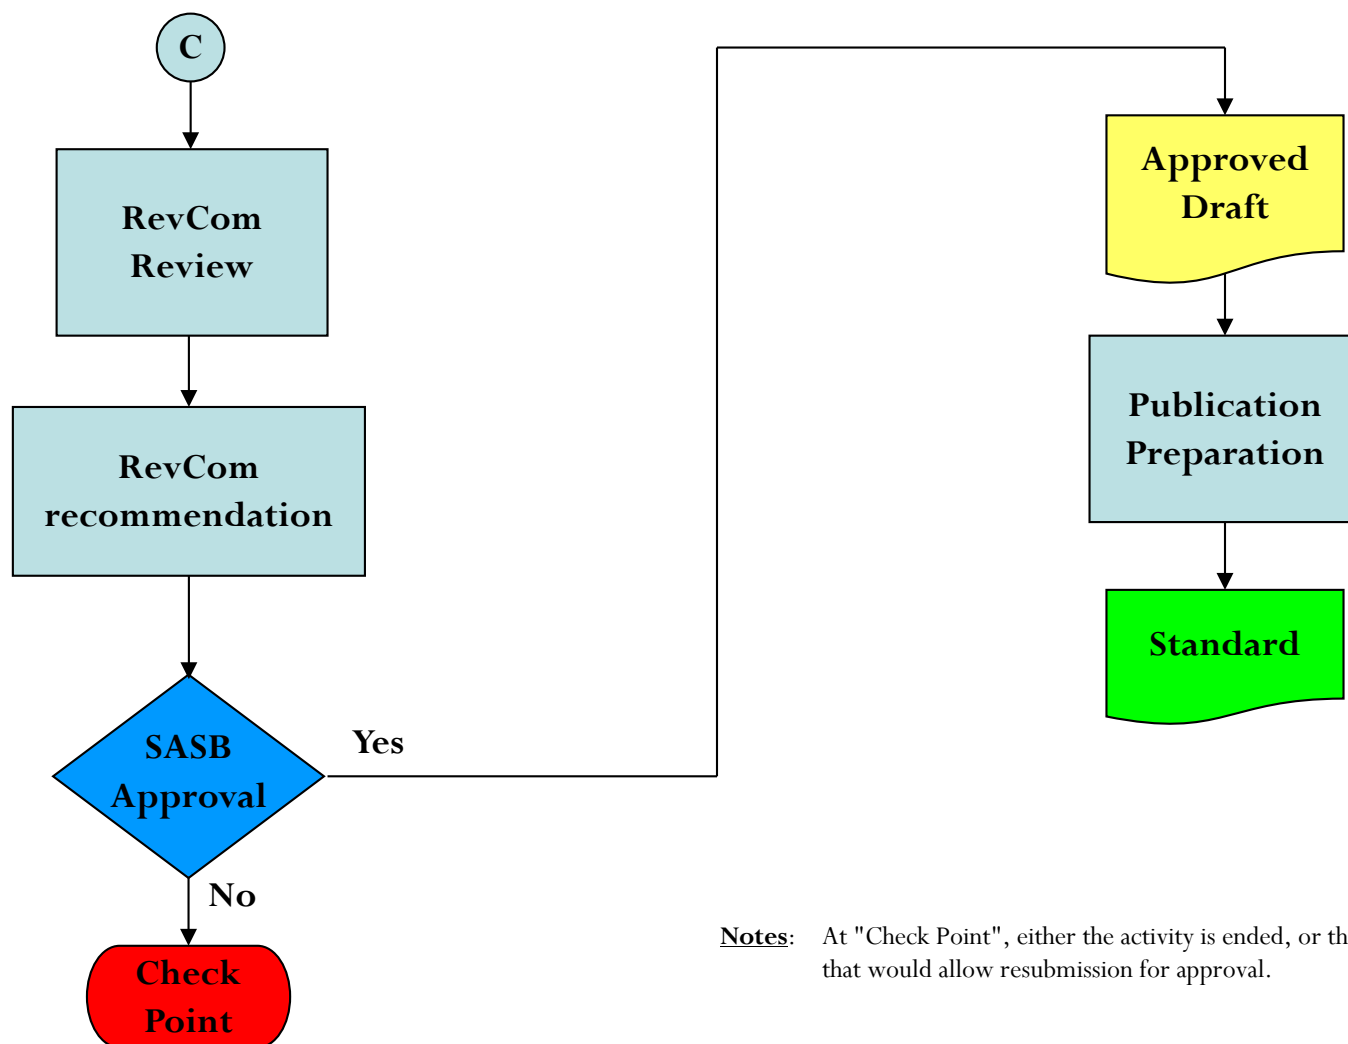 C
RevCom
Review
RevCom
recommendation
SASB
Approval
Yes
No
Check
Point
Approved
Draft
Publication
Preparation
Standard
Notes: At "Check Point", either the activity is ended, or
that would allow resubmission for approval.